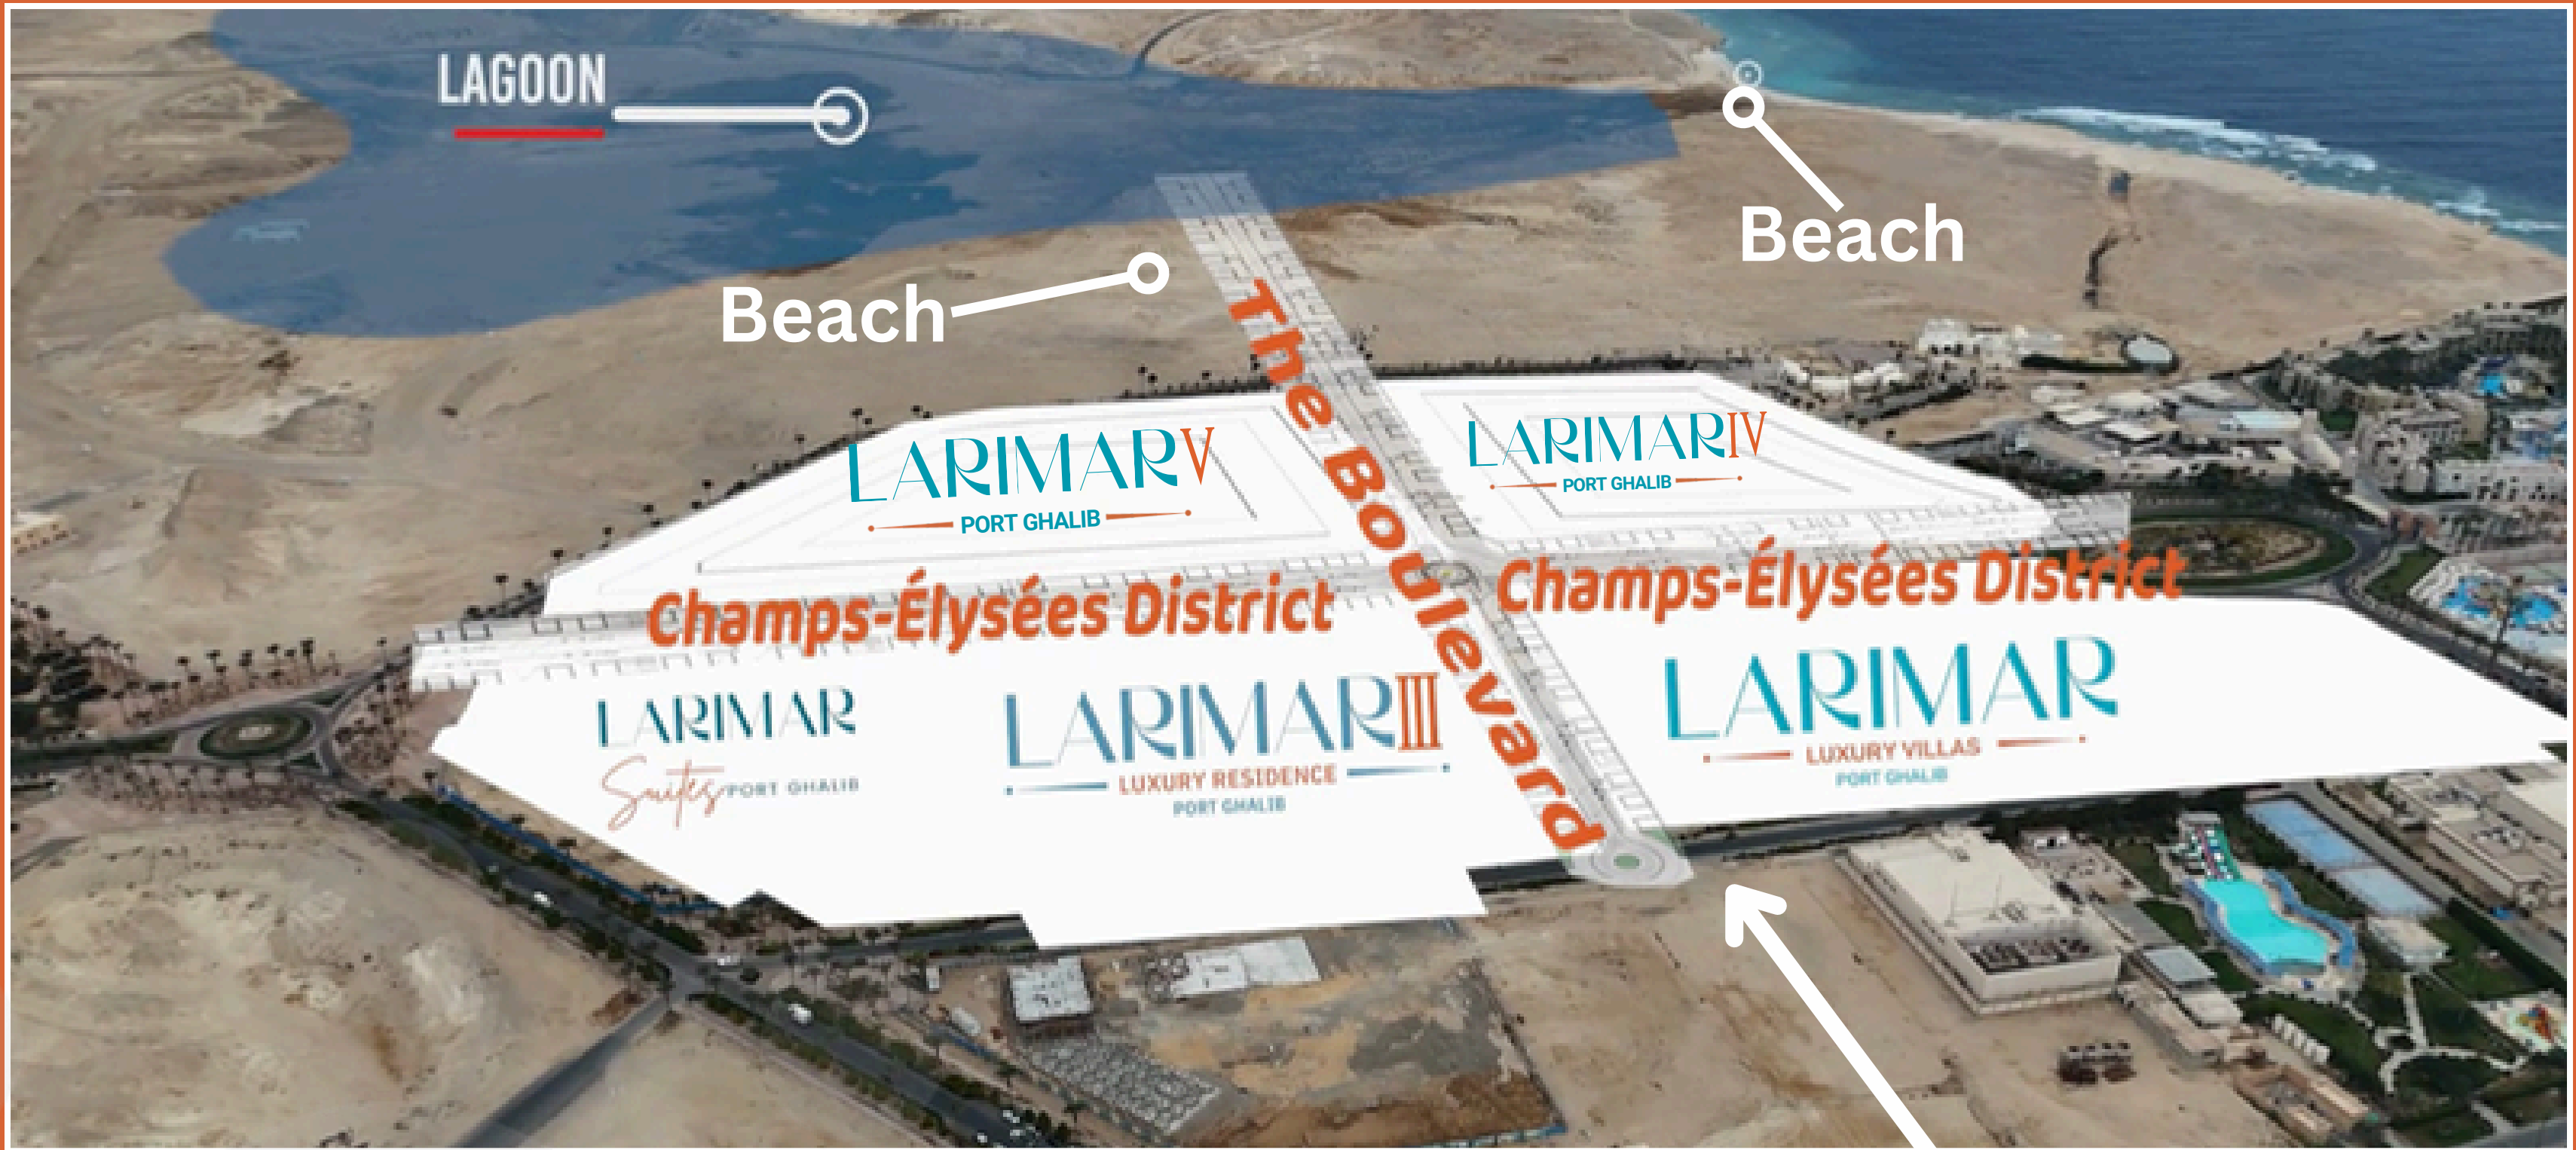 LAGOON
Beach
Beach
The Boulevard
LARIMAR V
PORT GHALIB
LARIMAR IV
PORT GHALIB
Champs-Élysées District
Champs-Élysées District
LARIMAR
Suites PORT GHALIB
LARIMAR III
LUXURY RESIDENCE
PORT GHALIB
LARIMAR
LUXURY VILLAS
PORT GHALIB